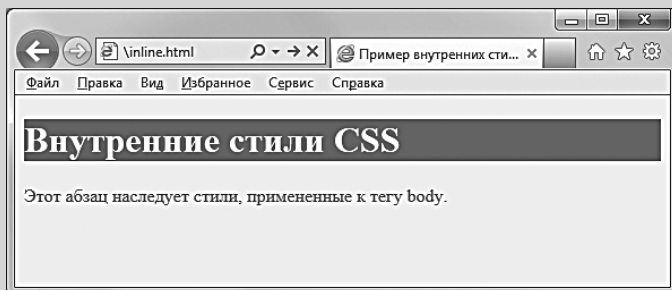 \inline.html
Пример внутренних сти...
Файл Правка Вид Избранное Сервис Справка
Внутренние стили CSS
Этот абзац наследует стили, примененные к тегу body.